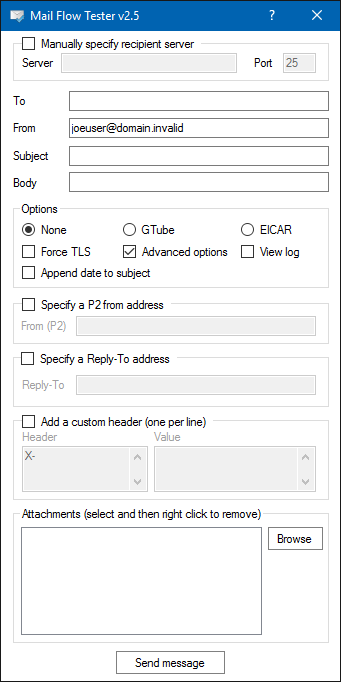 Mail Flow Tester v2.5 ? ×
Manually specify recipient server
Server Port 25
To
From joeuser@domain.invalid
Subject
Body
Options
None GTube EICAR
Force TLS Advanced options View log
Append date to subject
Specify a P2 from address
From (P2)
Specify a Reply-To address
Reply-To
Add a custom header (one per line)
Header Value
X-
Attachments (select and then right click to remove)
Browse
Send message